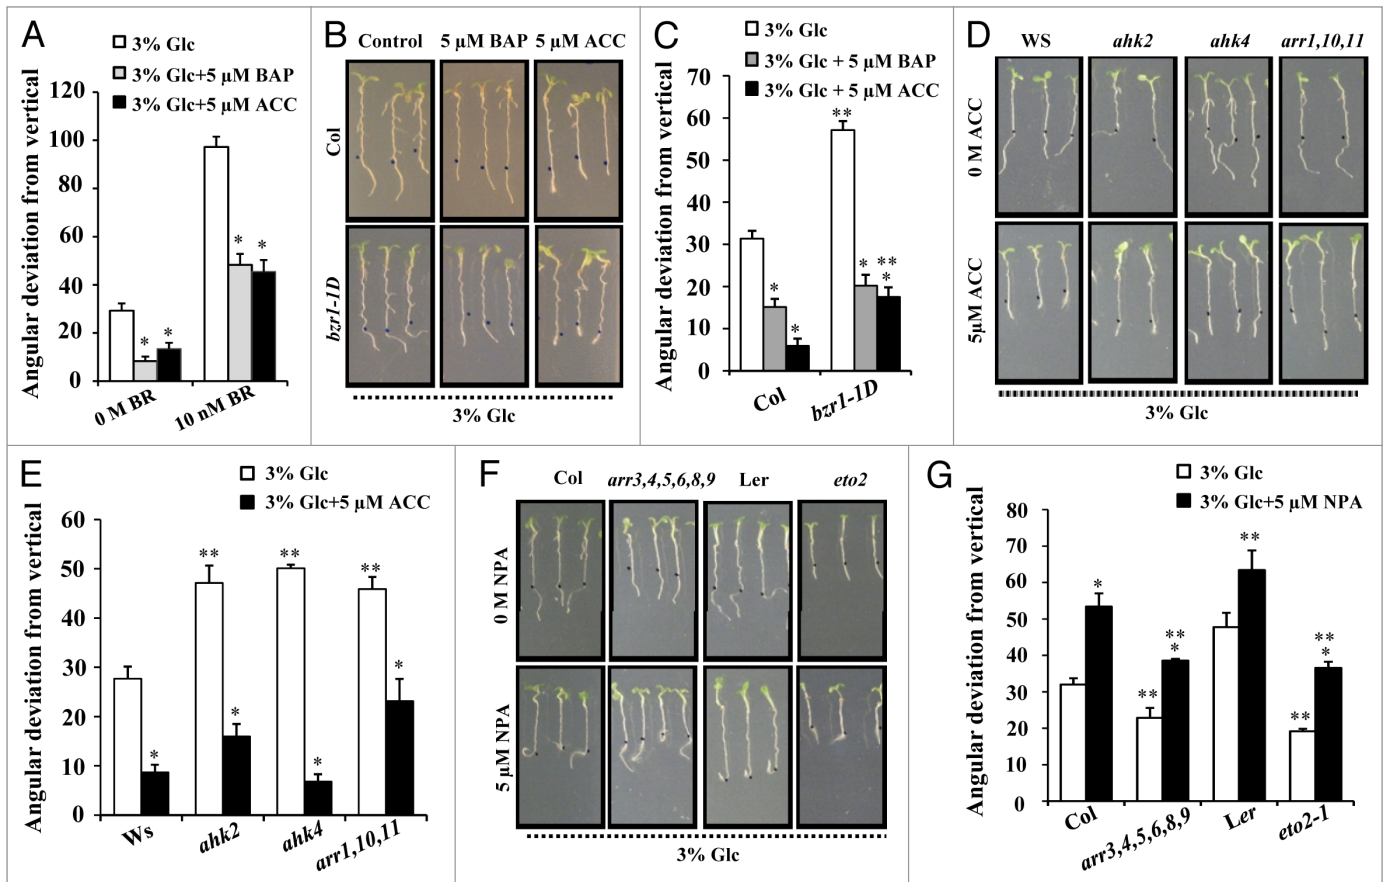 A
3% Glc
3% Glc+5 µM BAP
3% Glc+5 µM ACC
Angular deviation from vertical
120
100
80
60
40
20
0
*
*
*
*
0 M BR
10 nM BR
B
Control
5 µM BAP
5 µM ACC
Col
bzr1-1D
3% Glc
C
3% Glc
3% Glc + 5 µM BAP
3% Glc + 5 µM ACC
Angular deviation from vertical
70
60
50
40
30
20
10
0
*
*
**
*
**
*
Col
bzr1-1D
D
WS
ahk2
ahk4
arr1,10,11
0 M ACC
5µM ACC
3% Glc
E
3% Glc
3% Glc+5 µM ACC
Angular deviation from vertical
60
50
40
30
20
10
0
*
**
*
**
*
**
*
Ws
ahk2
ahk4
arr1,10,11
F
Col
arr3,4,5,6,8,9
Ler
eto2
0 M NPA
5 µM NPA
3% Glc
G
3% Glc
3% Glc+5 µM NPA
Angular deviation from vertical
80
70
60
50
40
30
20
10
0
*
**
**
*
**
**
**
*
Col
arr3,4,5,6,8,9
Ler
eto2-1